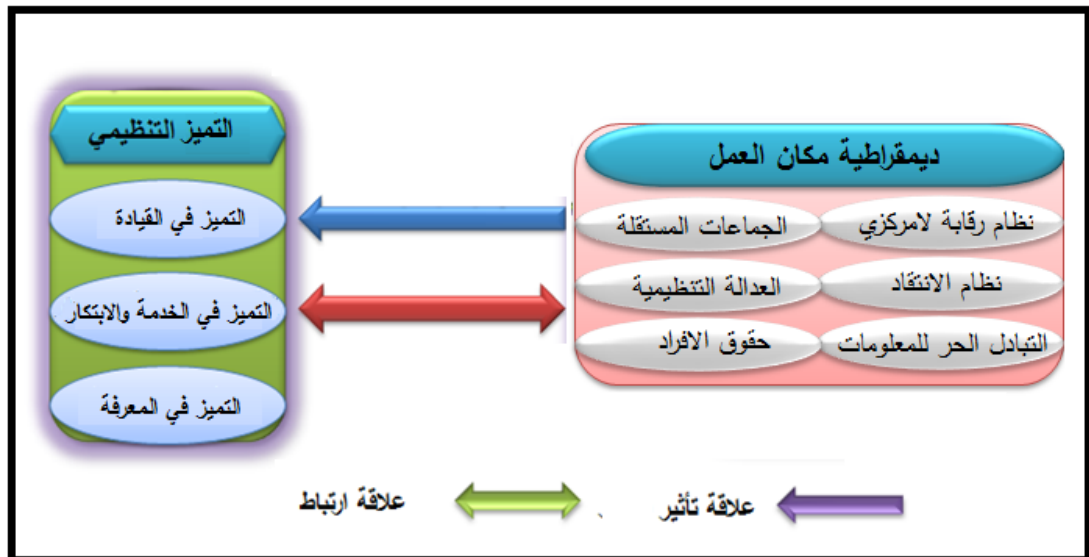 ديمقراطية مكان العمل
نظام رقابة لامركزي
الجماعات المستقلة
نظام الانتقاد
العدالة التنظيمية
التبادل الحر للمعلومات
حقوق الافراد
التميز التنظيمي
التميز في القيادة
التميز في الخدمة والابتكار
التميز في المعرفة
علاقة تأثير
علاقة ارتباط